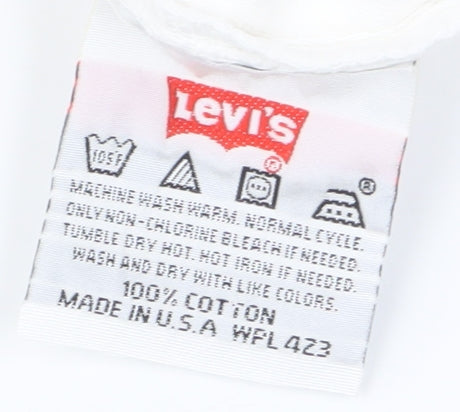 Levi's ®
105F ®
MACHINE WASH WARM. NORMAL CYCLE.
ONLY NON-CHLORINE BLEACH IF NEEDED.
TUMBLE DRY HOT. HOT IRON IF NEEDED.
WASH AND DRY WITH LIKE COLORS.
100% COTTON
MADE IN U.S.A WPL 423